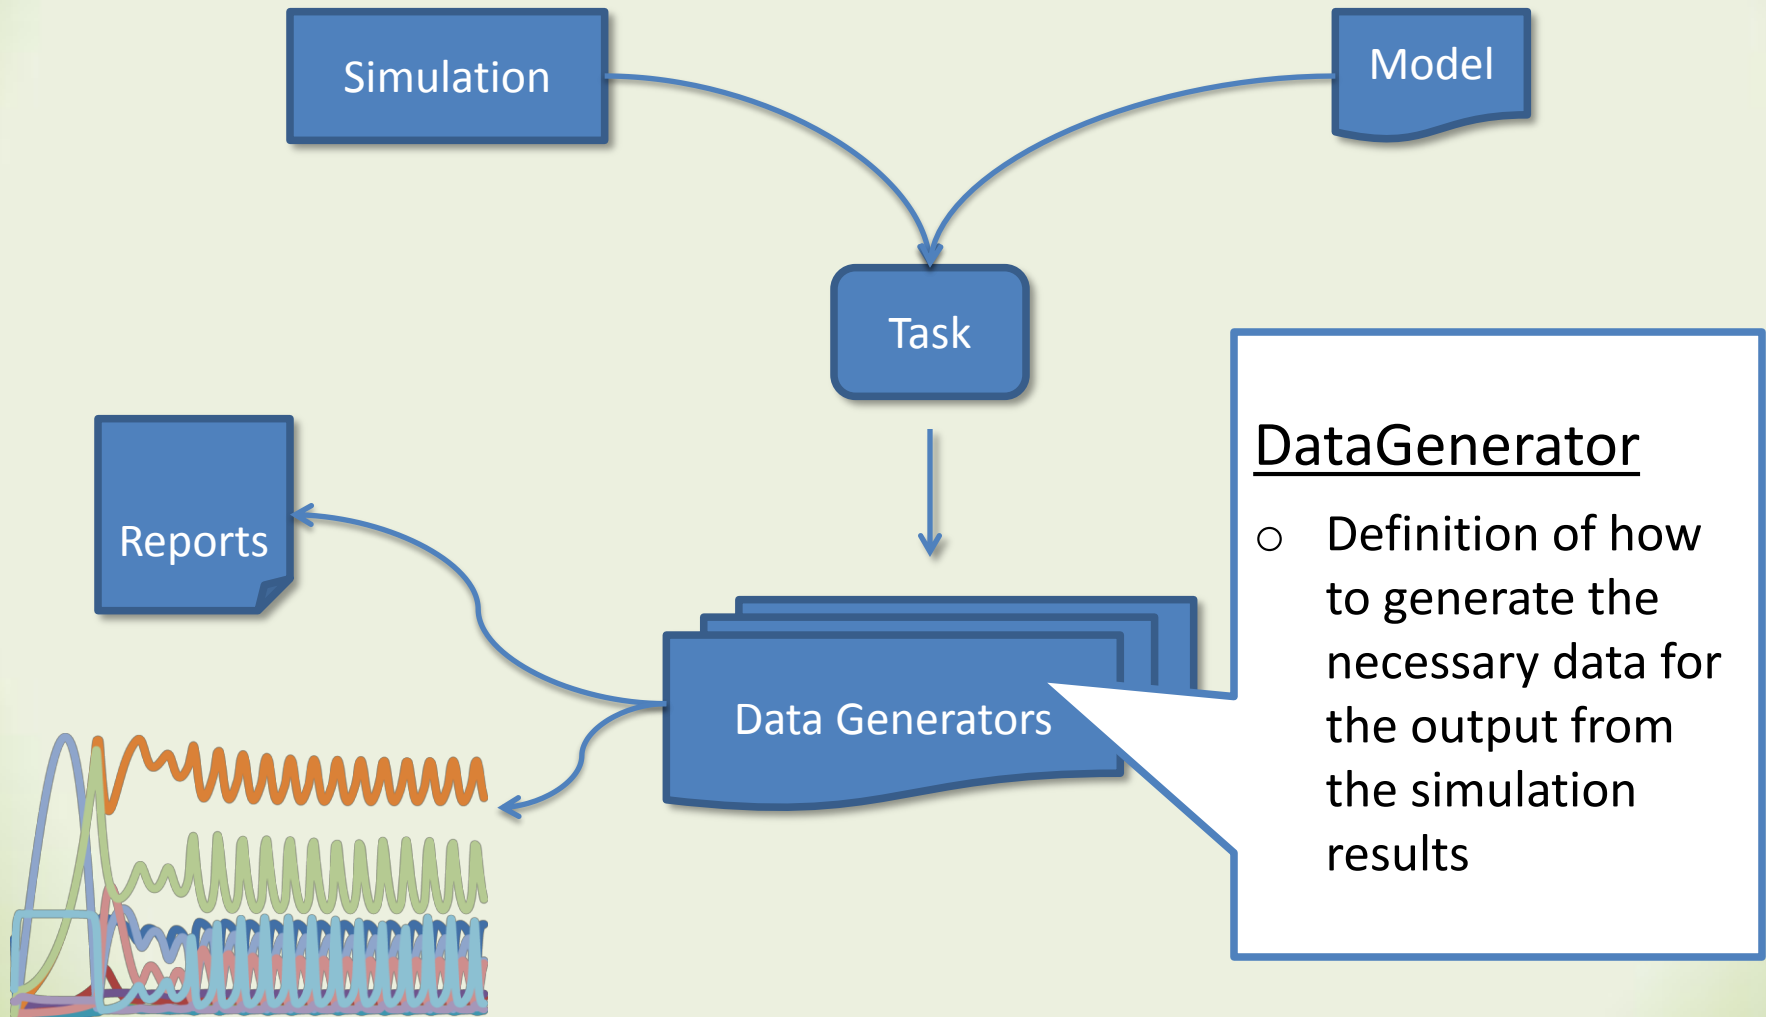 Simulation
Model
Task
Reports
Data Generators
DataGenerator
○ Definition of how
to generate the
necessary data for
the output from
the simulation
results